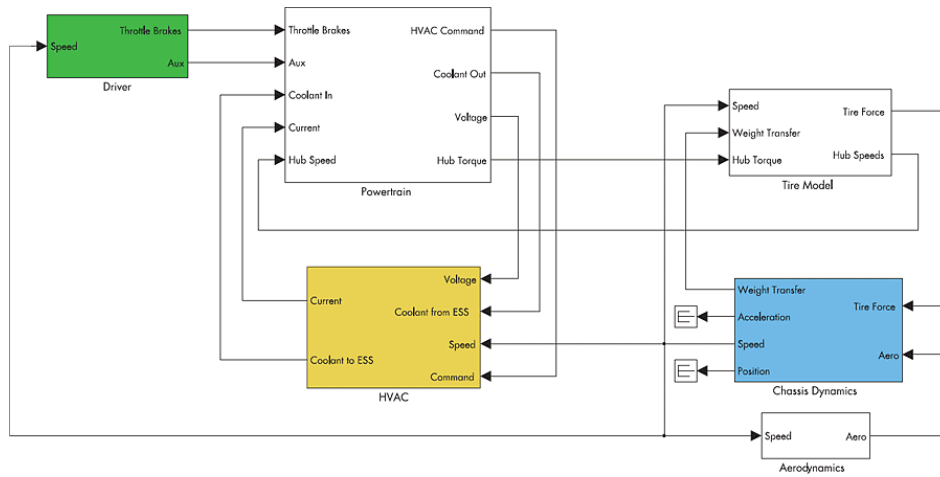 Speed
Throttle Brakes
Aux
Driver
Throttle Brakes
Aux
Coolant In
Current
Hub Speed
HVAC Command
Coolant Out
Voltage
Hub Torque
Powertrain
Speed
Weight Transfer
Hub Torque
Tire Force
Hub Speeds
Tire Model
Current
Coolant to ESS
Voltage
Coolant from ESS
Speed
Command
HVAC
Weight Transfer
Acceleration
Speed
Position
Tire Force
Aero
Chassis Dynamics
Speed
Aero
Aerodynamics